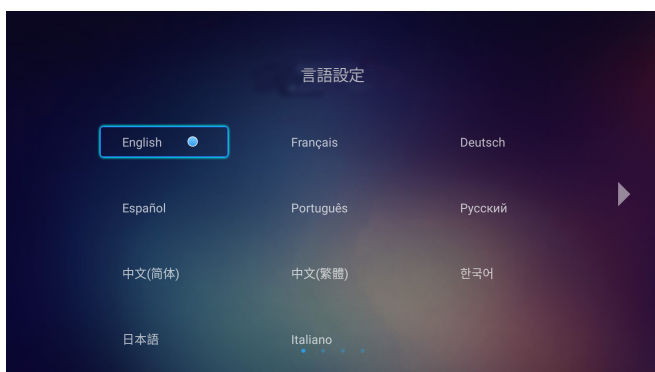 言語設定
English Français Deutsch
Español Português Русский
中文(简体) 中文(繁體) 한국어
日本語 Italiano